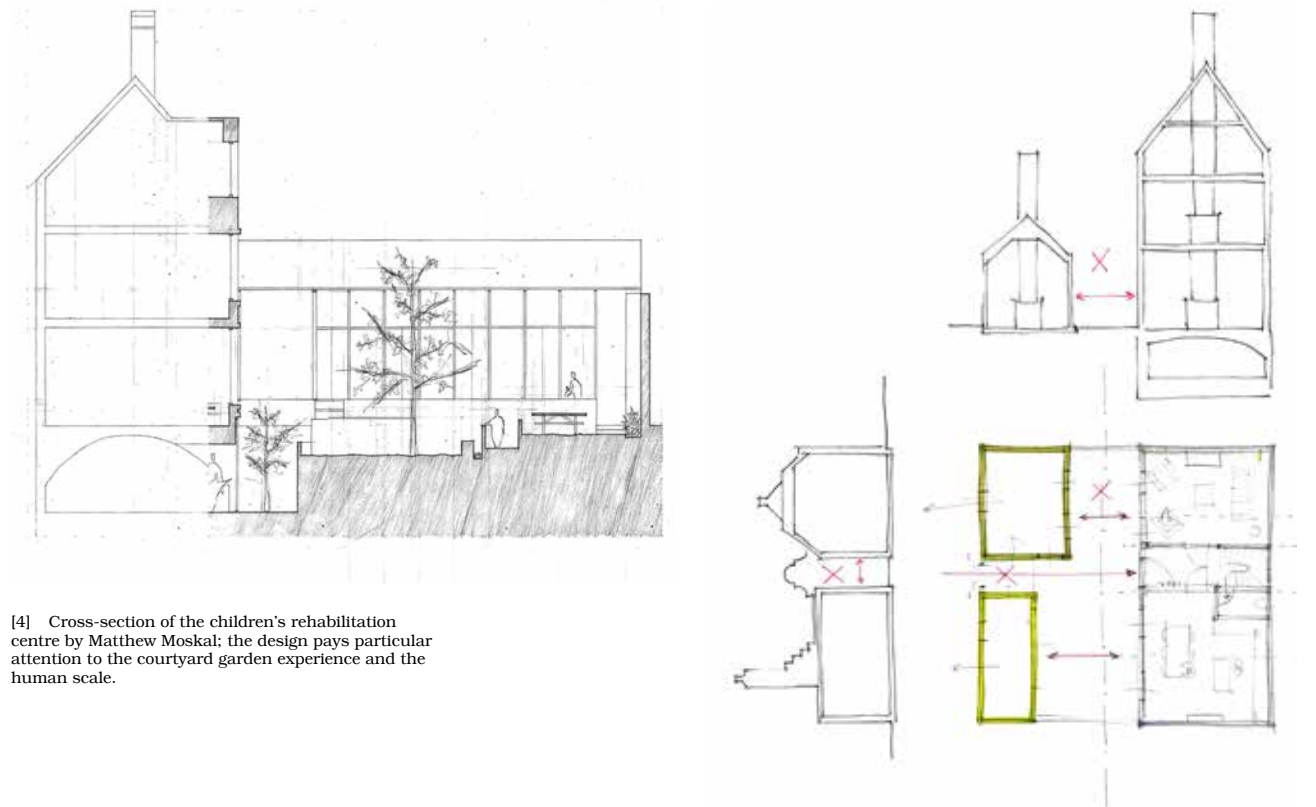 [4] Cross-section of the children's rehabilitation
centre by Matthew Moskal; the design pays particular
attention to the courtyard garden experience and the
human scale.